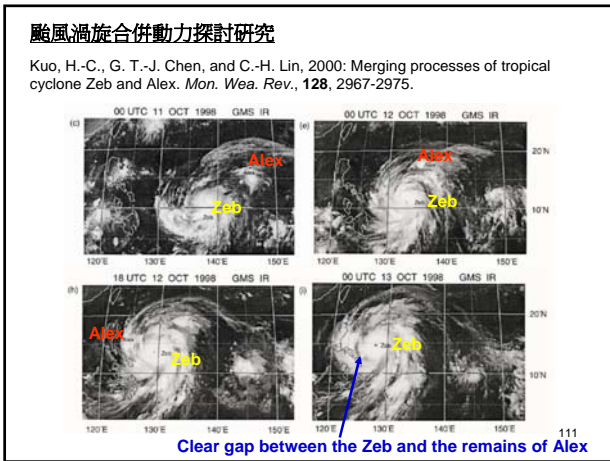 颱風渦旋合併動力探討研究
Kuo, H.-C., G. T.-J. Chen, and C.-H. Lin, 2000: Merging processes of tropical
cyclone Zeb and Alex. Mon. Wea. Rev., 128, 2967-2975.
00 UTC 11 OCT 1998 GMS IR
(c)
Alex
Zeb
Zeb
120°E 130°E 140°E 150°E
00 UTC 12 OCT 1998 GMS IR
(e)
Alex
Zeb
Zeb
20°N
10°N
120°E 130°E 140°E 150°E
18 UTC 12 OCT 1998 GMS IR
(h)
Alex
Zeb
Zeb
120°E 130°E 140°E 150°E
00 UTC 13 OCT 1998 GMS IR
(i)
Zeb
Zeb
20°N
10°N
120°E 130°E 140°E 150°E
Clear gap between the Zeb and the remains of Alex
111